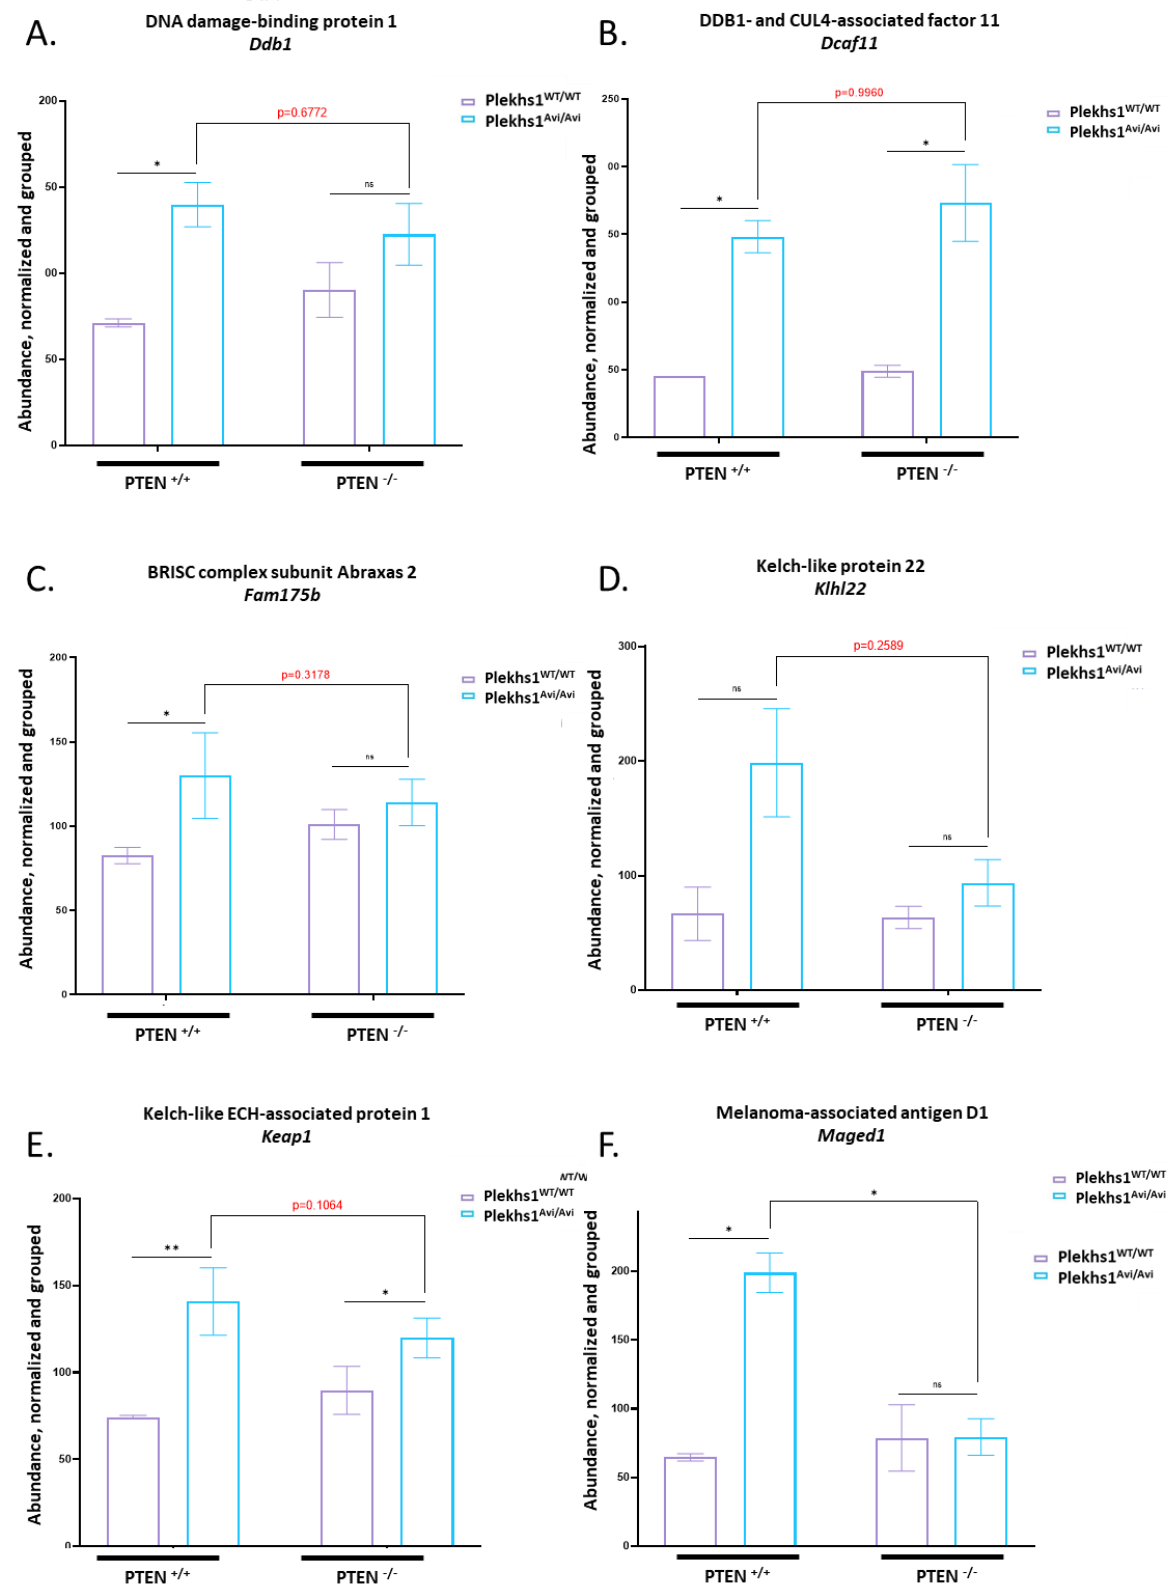 A.
DNA damage-binding protein 1
Ddb1
Plekhs1WT/WT
Plekhs1Avi/Avi
p=0.6772
*
ns
200
50
00
50
0
Abundance, normalized and grouped
PTEN +/+
PTEN -/-
B.
DDB1- and CUL4-associated factor 11
Dcaf11
Plekhs1WT/WT
Plekhs1Avi/Avi
p=0.9960
*
*
250
00
50
00
50
0
Abundance, normalized and grouped
PTEN +/+
PTEN -/-
C.
BRISC complex subunit Abraxas 2
Fam175b
Plekhs1WT/WT
Plekhs1Avi/Avi
p=0.3178
*
ns
200
150
100
50
0
Abundance, normalized and grouped
PTEN +/+
PTEN -/-
D.
Kelch-like protein 22
Klhl22
Plekhs1WT/WT
Plekhs1Avi/Avi
p=0.2589
ns
ns
300
200
100
0
Abundance, normalized and grouped
PTEN +/+
PTEN -/-
E.
Kelch-like ECH-associated protein 1
Keap1
WT/W
Plekhs1WT/WT
Plekhs1Avi/Avi
p=0.1064
**
*
200
150
100
50
0
Abundance, normalized and grouped
PTEN +/+
PTEN -/-
F.
Melanoma-associated antigen D1
Maged1
Plekhs1WT/WT
Plekhs1Avi/Avi
*
*
Plekhs1WT/WT
Plekhs1Avi/Avi
ns
200
150
100
50
0
Abundance, normalized and grouped
PTEN +/+
PTEN -/-